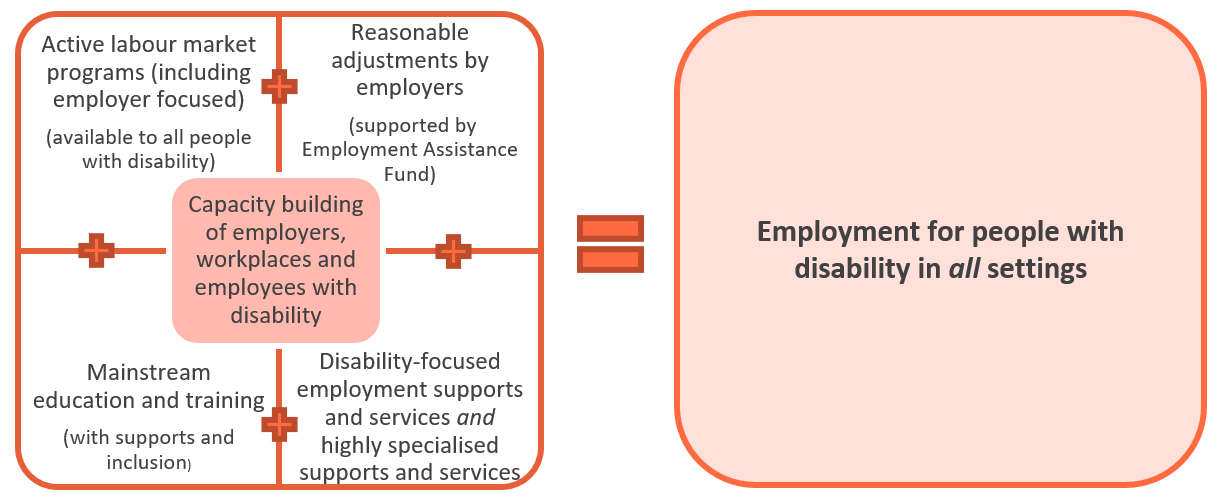 Active labour market
programs (including
employer focused)
(available to all people
with disability)
Reasonable
adjustments by
employers
(supported by
Employment Assistance
Fund)
Capacity building
of employers,
workplaces and
employees with
disability
Mainstream
education and training
(with supports and
inclusion)
Disability-focused
employment supports
and services and
highly specialised
supports and services
Employment for people with
disability in all settings